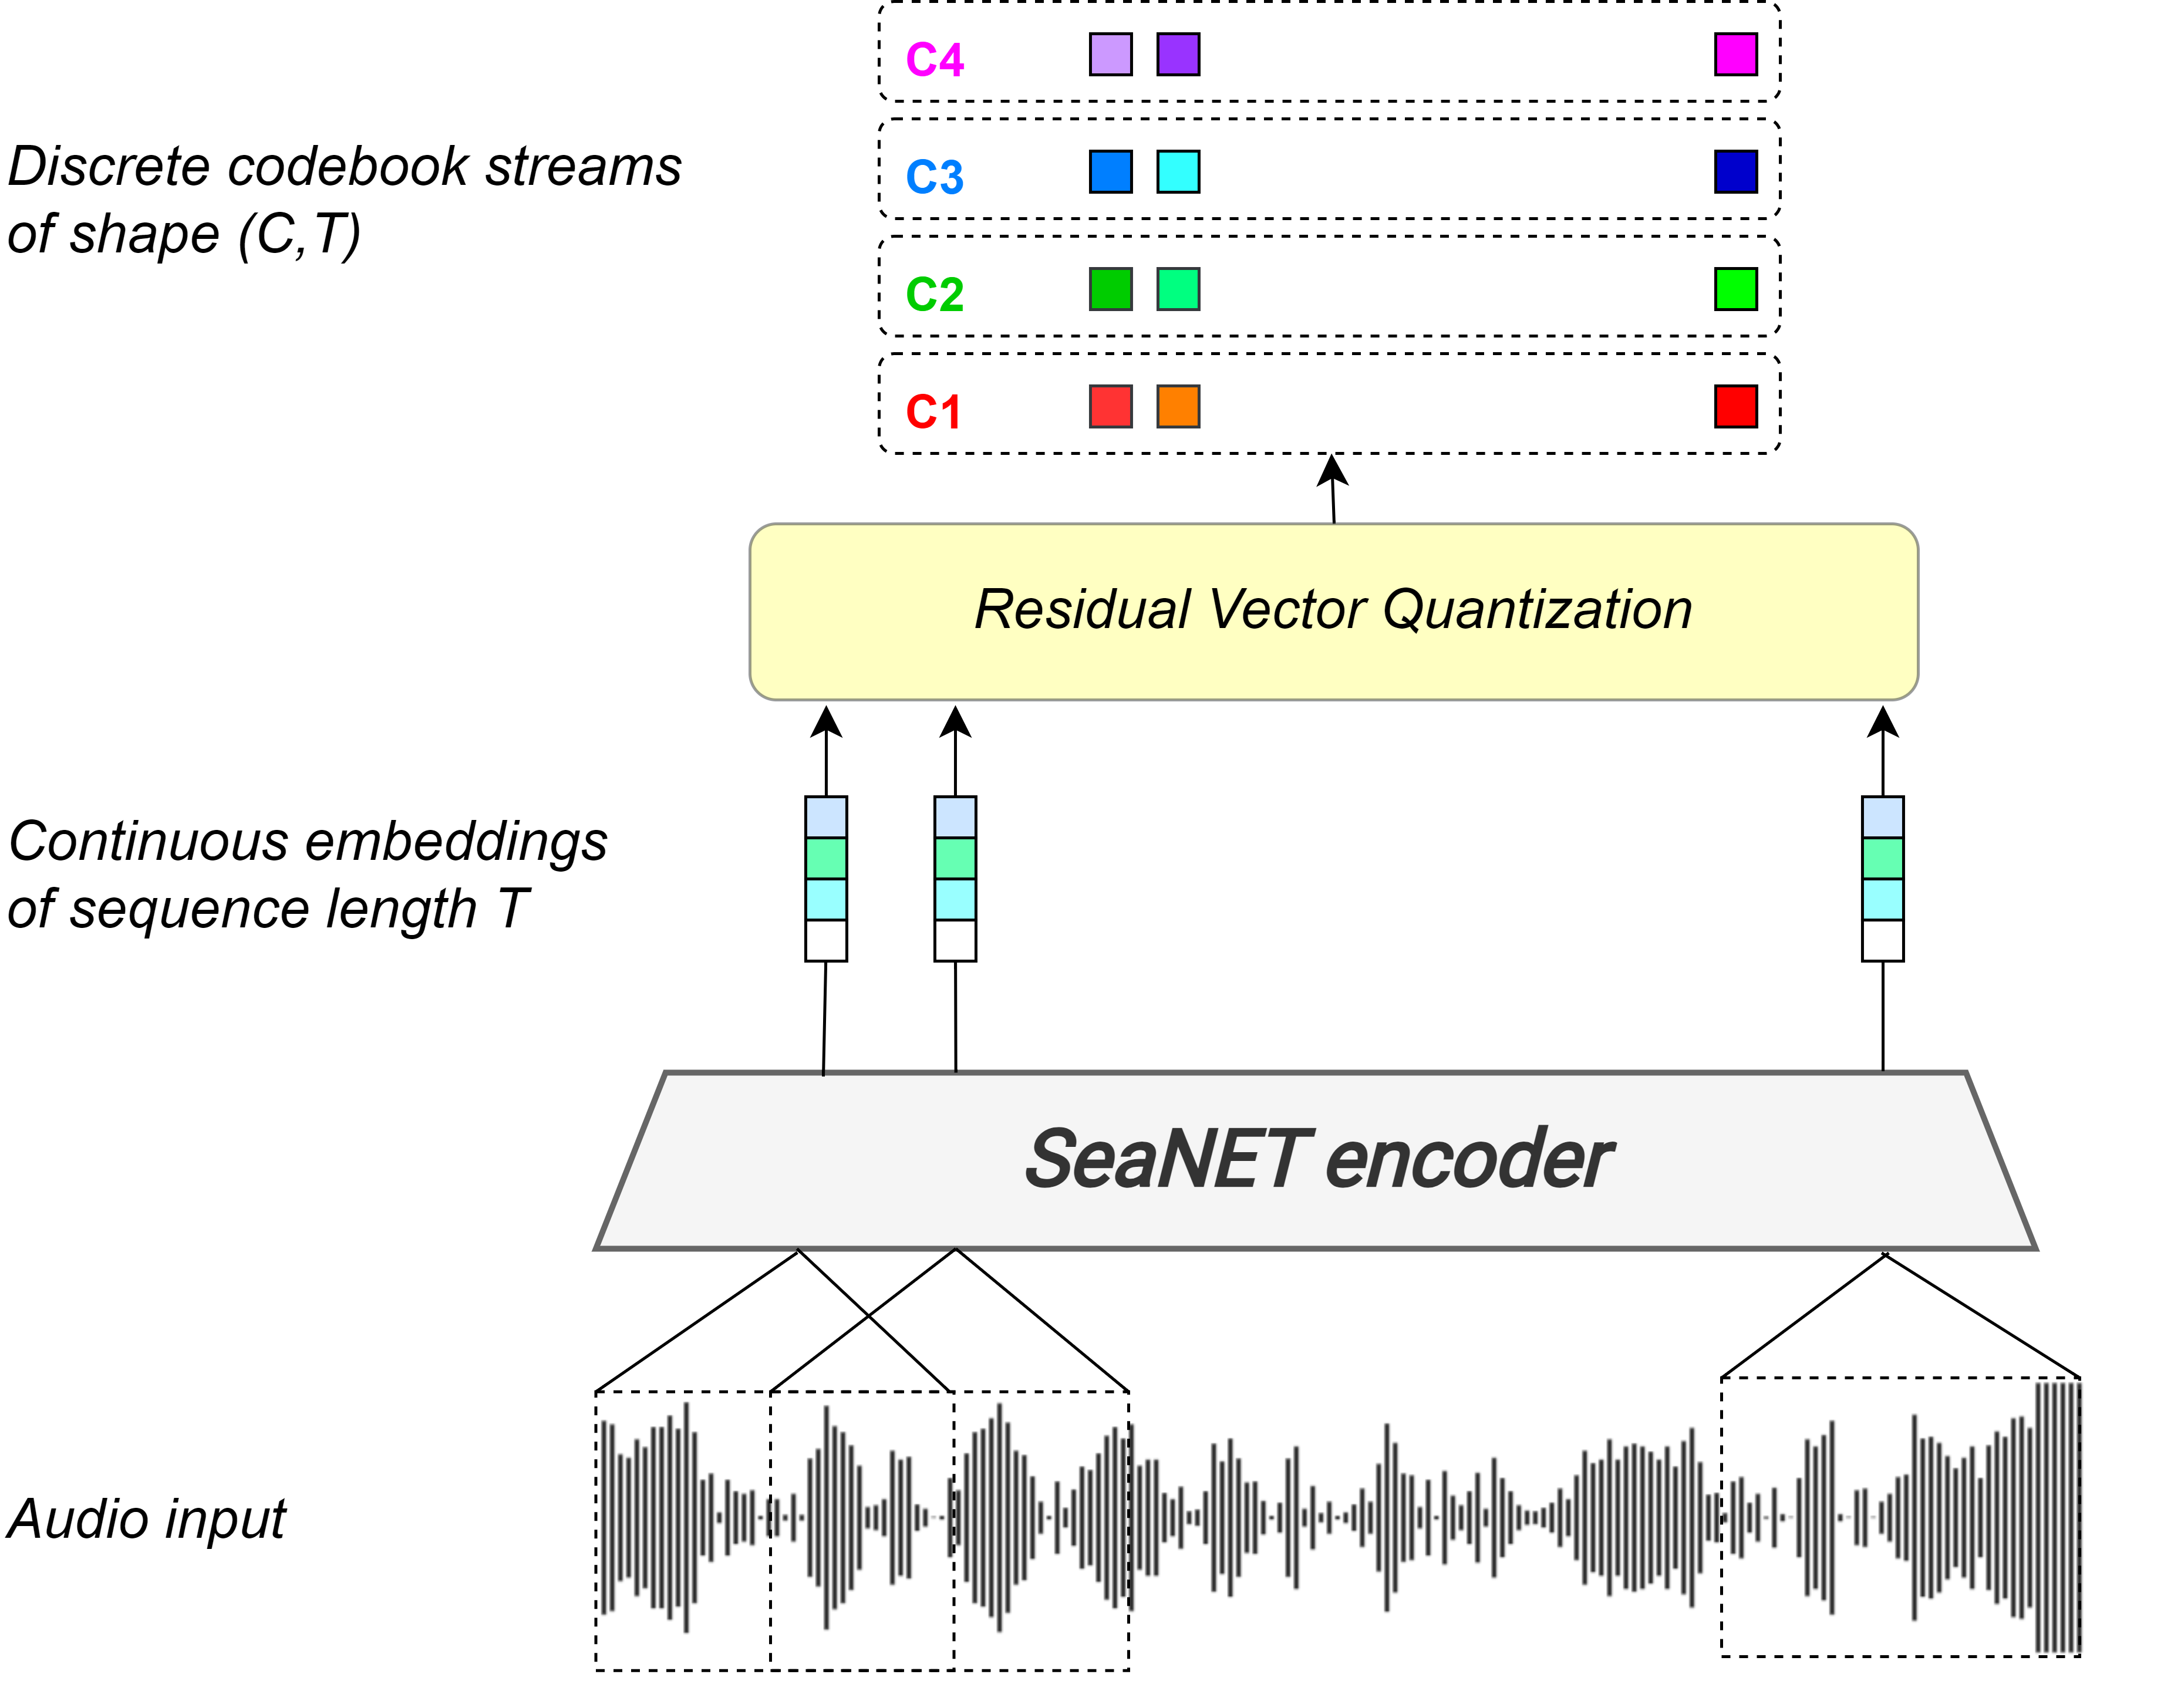 C4
Discrete codebook streams
of shape (C,T)
C3
C2
C1
Residual Vector Quantization
Continuous embeddings
of sequence length T
SeaNET encoder
Audio input